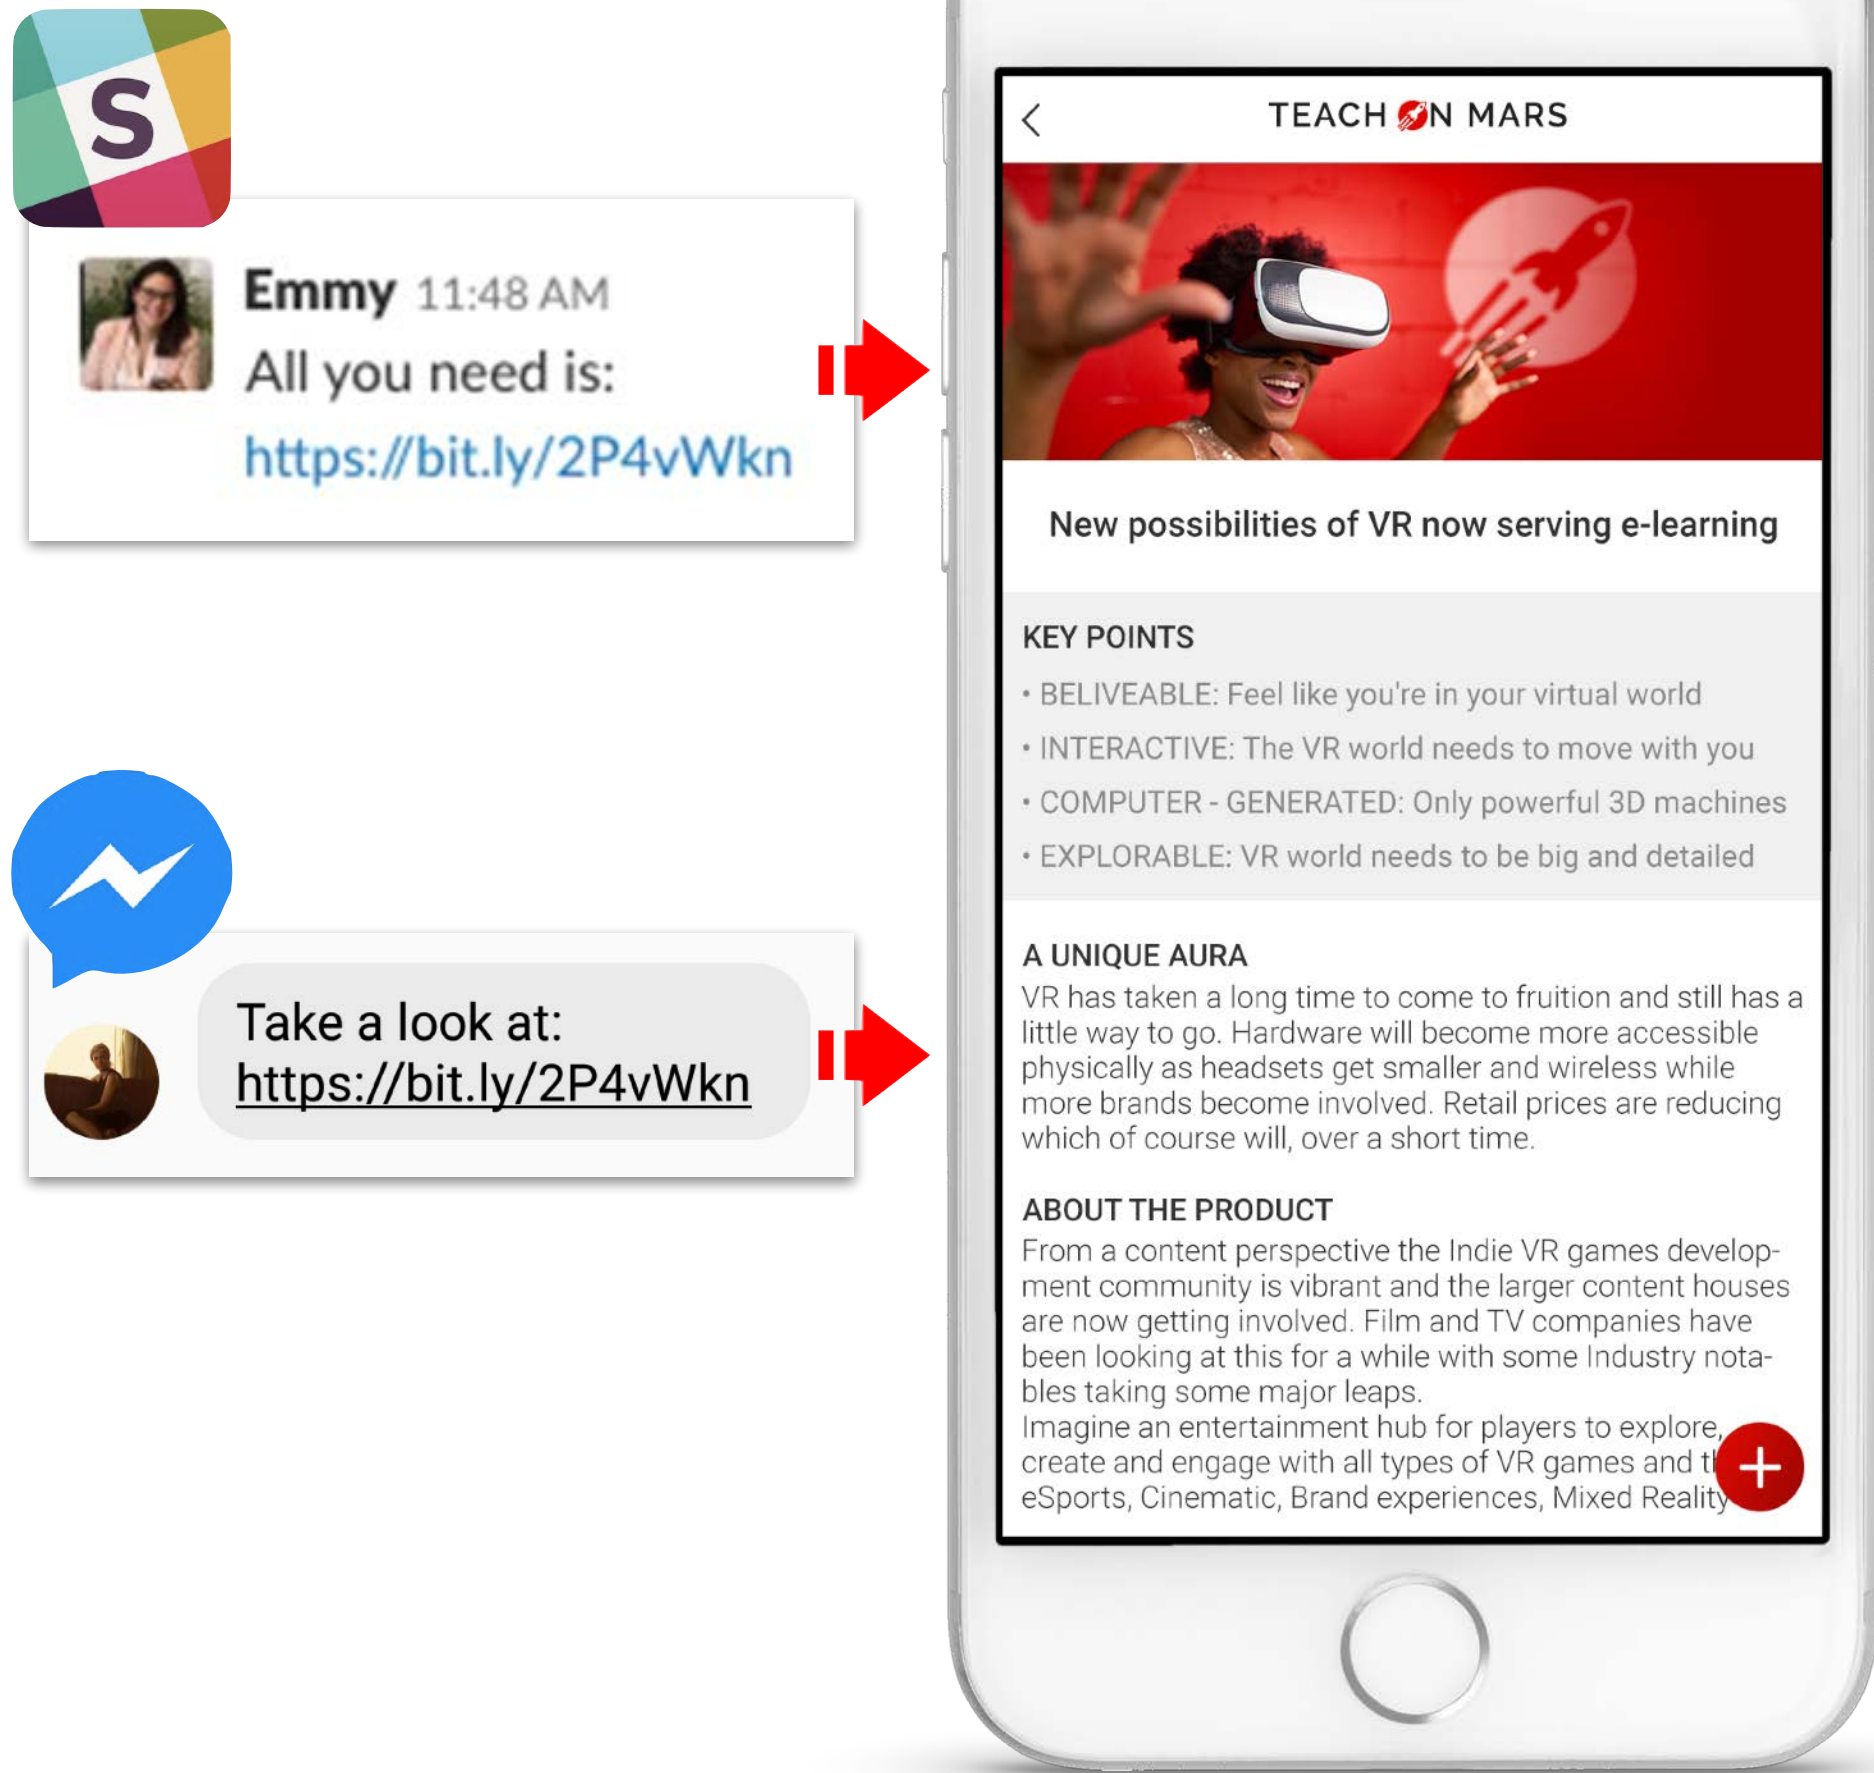 S
Emmy 11:48 AM
All you need is:
https://bit.ly/2P4vWkn
Take a look at:
https://bit.ly/2P4vWkn
TEACH ON MARS
New possibilities of VR now serving e-learning
KEY POINTS
• BELIVEABLE: Feel like you're in your virtual world
• INTERACTIVE: The VR world needs to move with you
• COMPUTER - GENERATED: Only powerful 3D machines
• EXPLORABLE: VR world needs to be big and detailed
A UNIQUE AURA
VR has taken a long time to come to fruition and still has a
little way to go. Hardware will become more accessible
physically as headsets get smaller and wireless while
more brands become involved. Retail prices are reducing
which of course will, over a short time.
ABOUT THE PRODUCT
From a content perspective the Indie VR games develop-
ment community is vibrant and the larger content houses
are now getting involved. Film and TV companies have
been looking at this for a while with some Industry nota-
bles taking some major leaps.
Imagine an entertainment hub for players to explore,
create and engage with all types of VR games and
eSports, Cinematic, Brand experiences, Mixed Reality